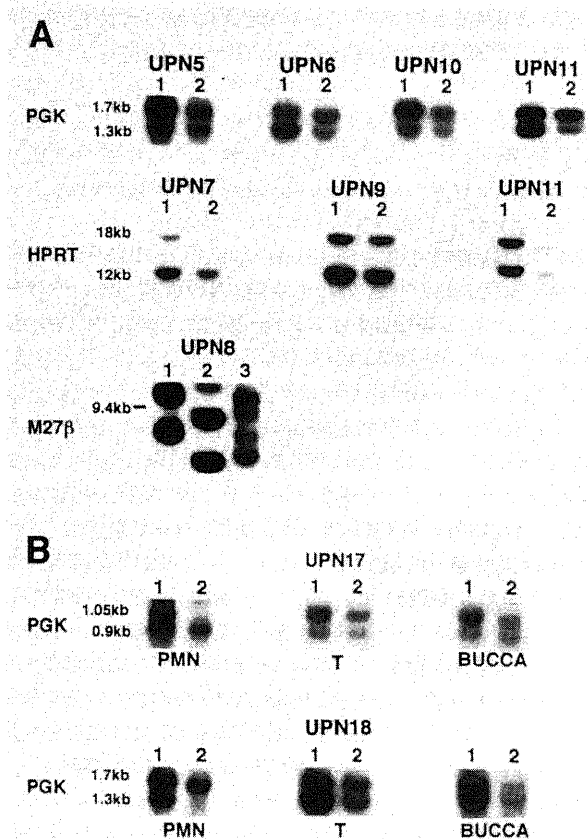 A
UPN5 UPN6 UPN10 UPN11
1 2 1 2 1 2 1 2
PGK 1.7kb
1.3kb
UPN7 UPN9 UPN11
1 2 1 2 1 2
HPRT 18kb
12kb
UPN8
1 2 3
9.4kb
M27β
B
UPN17
1 2 1 2 1 2
PGK 1.05kb
0.9kb
PMN T BUCCA
UPN18
1 2 1 2 1 2
PGK 1.7kb
1.3kb
PMN T BUCCA